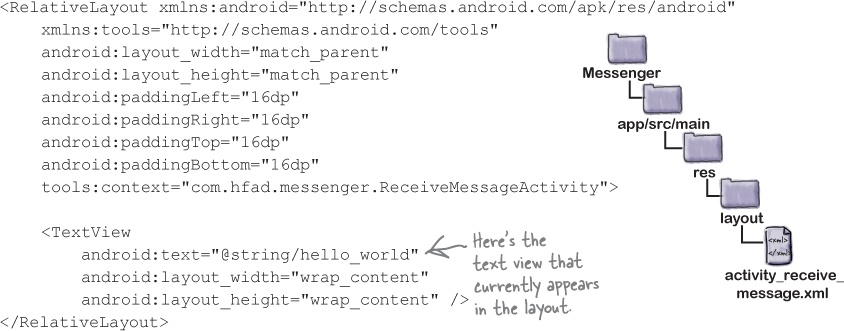 <RelativeLayout xmlns:android="http://schemas.android.com/apk/res/android"
    xmlns:tools="http://schemas.android.com/tools"
    android:layout_width="match_parent"
    android:layout_height="match_parent"
    android:paddingLeft="16dp"
    android:paddingRight="16dp"
    android:paddingTop="16dp"
    android:paddingBottom="16dp"
    tools:context="com.hfad.messenger.ReceiveMessageActivity">

    <TextView
        android:text="@string/hello_world"
        android:layout_width="wrap_content"
        android:layout_height="wrap_content" />
</RelativeLayout>
Here's the
text view that
currently appears
in the layout.
Messenger
app/src/main
res
layout
<xml>
</xml>
activity_receive_
message.xml